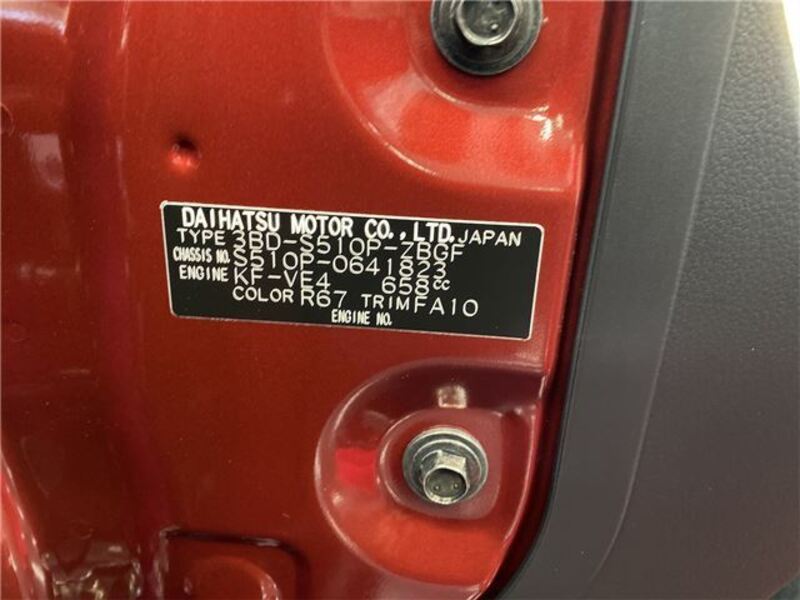 DAIHATSU MOTOR CO., LTD. JAPAN
TYPE 3BD-S510P-ZBGF
CHASSIS NO. S510P-0641823
ENGINE KF-VE4 658cc
COLOR R67 TRIM FA10
ENGINE NO.